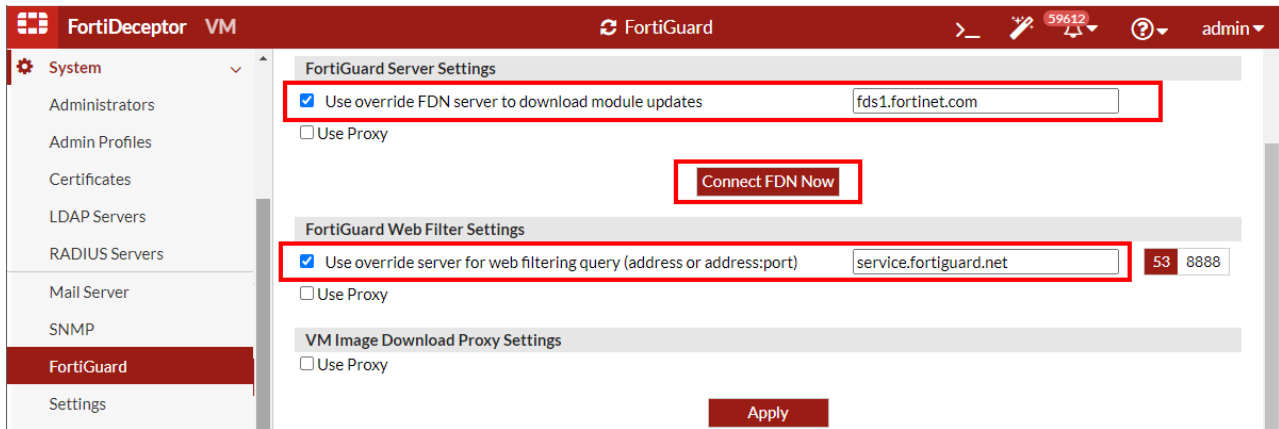 FortiDeceptor VM
FortiGuard
>_
59612
admin
System
Administrators
Admin Profiles
Certificates
LDAP Servers
RADIUS Servers
Mail Server
SNMP
FortiGuard
Settings
FortiGuard Server Settings
Use override FDN server to download module updates fds1.fortinet.com
Use Proxy
Connect FDN Now
FortiGuard Web Filter Settings
Use override server for web filtering query (address or address:port) service.fortiguard.net 53 8888
Use Proxy
VM Image Download Proxy Settings
Use Proxy
Apply